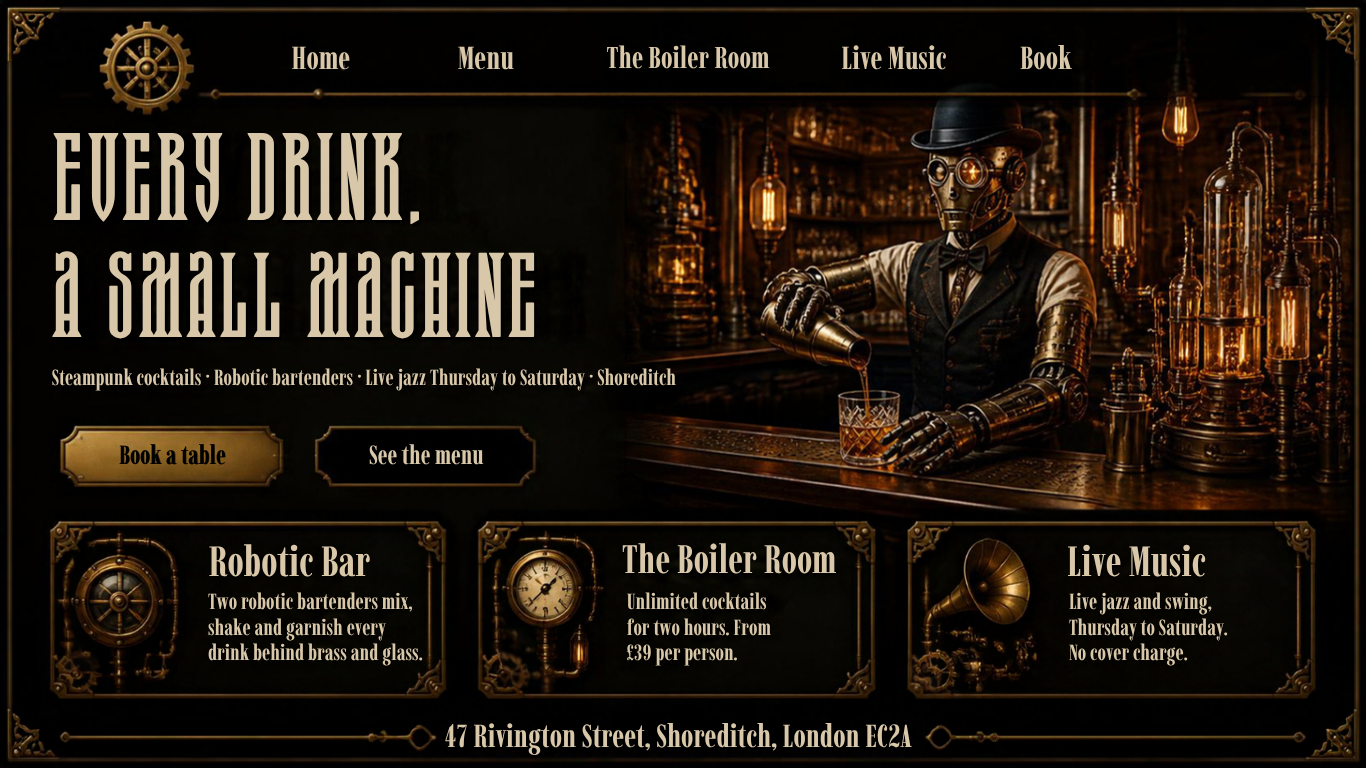 Home
Menu
The Boiler Room
Live Music
Book
EVERY DRINK,
A SMALL MACHINE
Steampunk cocktails · Robotic bartenders · Live jazz Thursday to Saturday · Shoreditch
Book a table
See the menu
Robotic Bar
Two robotic bartenders mix,
shake and garnish every
drink behind brass and glass.
The Boiler Room
Unlimited cocktails
for two hours. From
£39 per person.
Live Music
Live jazz and swing,
Thursday to Saturday.
No cover charge.
47 Rivington Street, Shoreditch, London EC2A